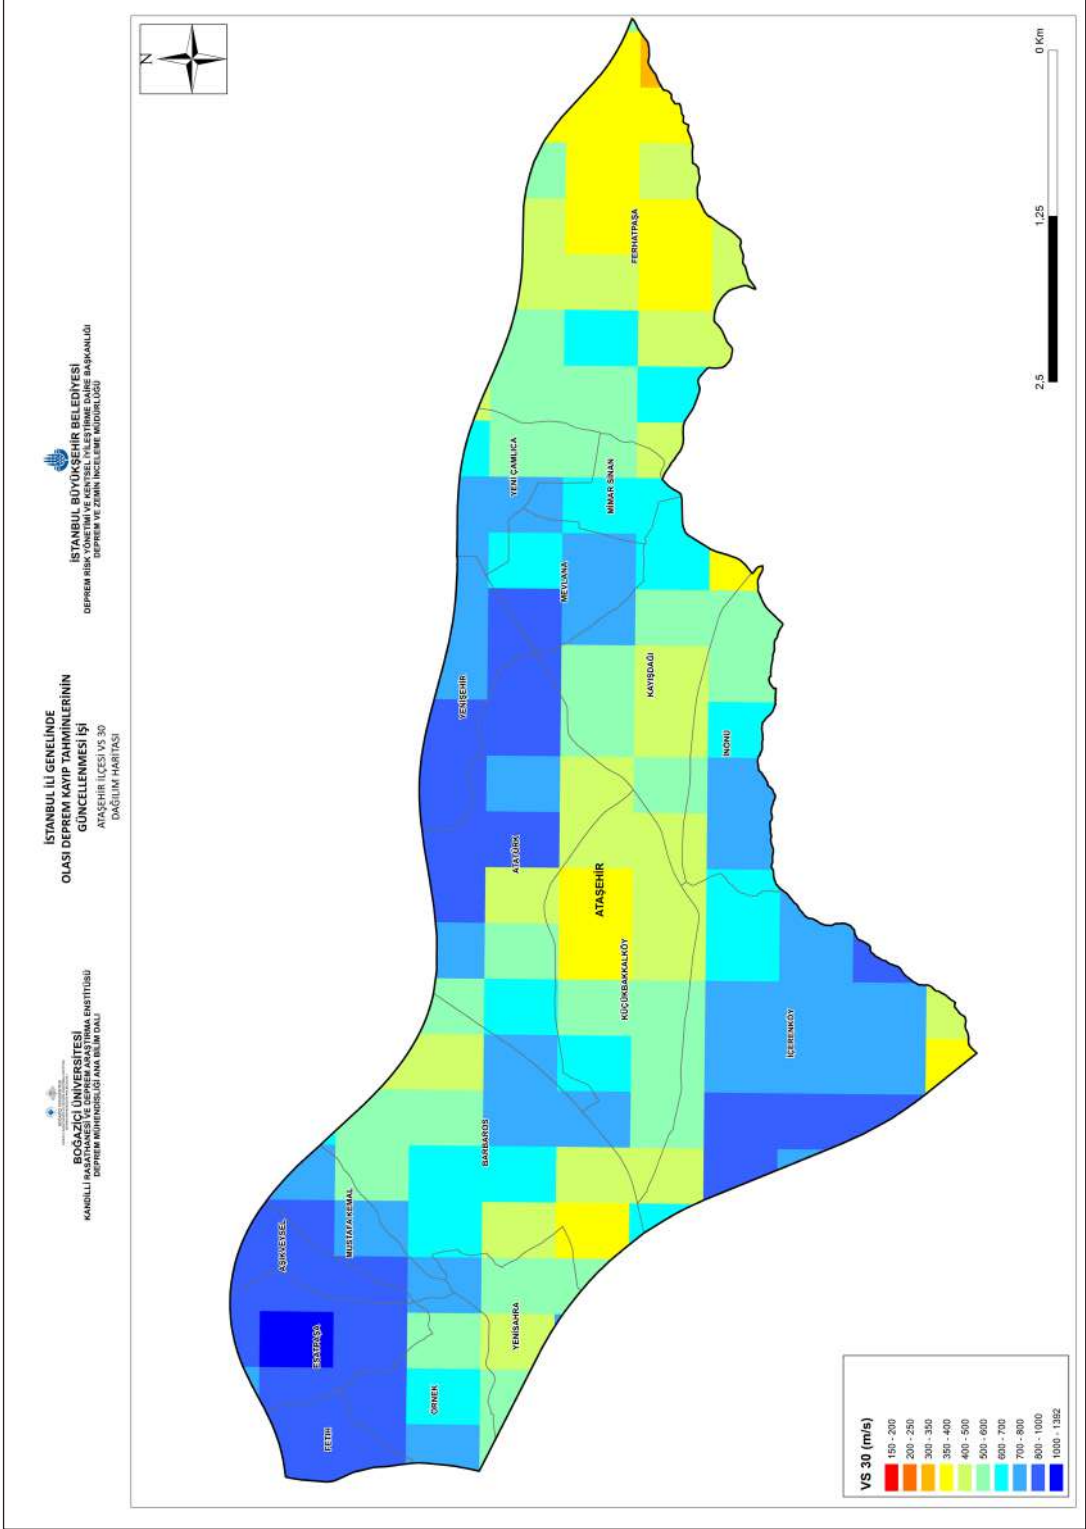 İSTANBUL İLİ GENELİNDE
OLASI DEPREM KAYIP TAHMİNLERİNİN
GÜNCELLENMESİ İŞİ
ATAŞEHİR İLÇESİ VS 30
DAĞILIM HARİTASI
BOĞAZİÇİ ÜNİVERSİTESİ
KANDİLLİ RASATHANESİ VE DEPREM ARAŞTIRMA ENSTİTÜSÜ
DEPREM MÜHENDİSLİĞİ ANA BİLİM DALI
İSTANBUL BÜYÜKŞEHİR BELEDİYESİ
DEPREM RİSK YÖNETİMİ VE KENTSEL İYİLEŞTİRME DAİRE BAŞKANLIĞI
DEPREM VE ZEMİN İNCELEME MÜDÜRLÜĞÜ
N
FETİH
ESATPAŞA
AŞIKVEYSEL
MUSTAFA KEMAL
ÖRNEK
YENİSAHRA
BARBAROS
KÜÇÜKBAKKALKÖY
ATAŞEHİR
ATATÜRK
YENİŞEHİR
İÇERENKÖY
İNÖNÜ
KAYIŞDAĞI
MEVLANA
YENİ ÇAMLICA
MİMAR SİNAN
FERHATPAŞA
2,5
1,25
0 Km
VS 30 (m/s)
150 - 200
200 - 250
300 - 350
350 - 400
400 - 500
500 - 600
600 - 700
700 - 800
800 - 1000
1000 - 1392